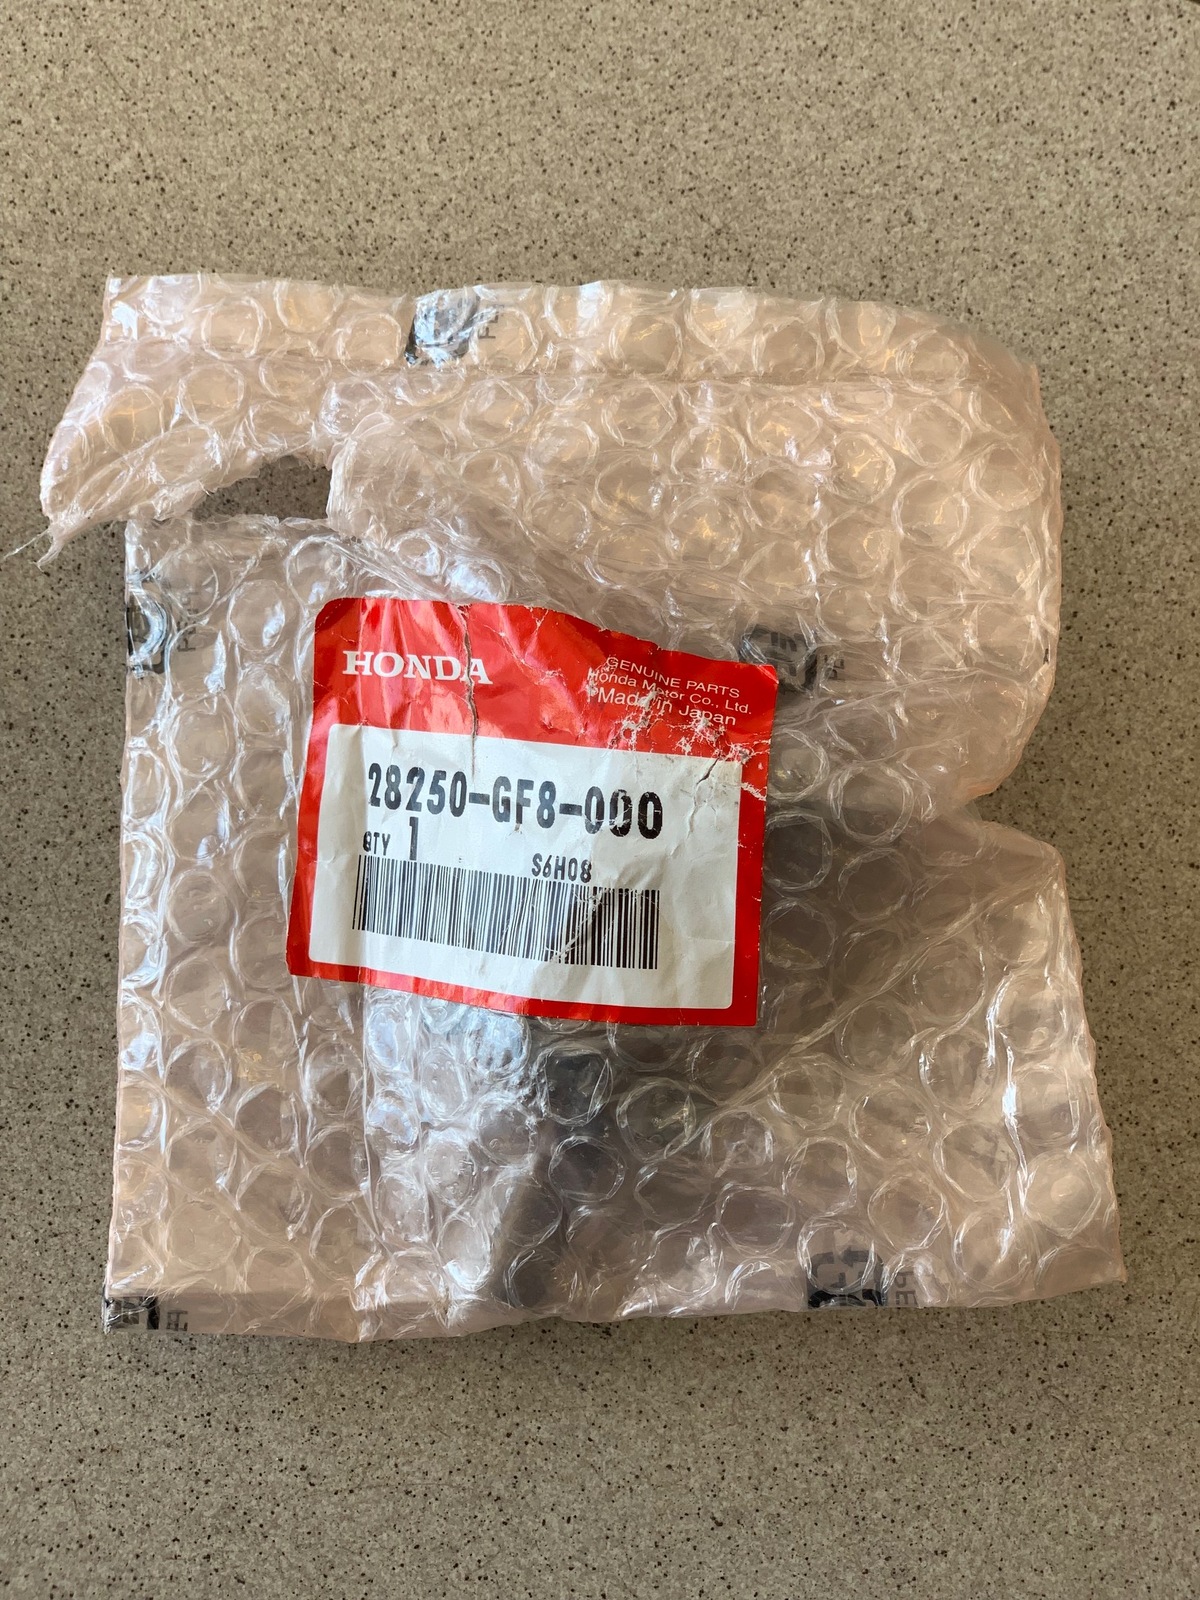 HONDA
GENUINE PARTS
Honda Motor Co., Ltd.
Made in Japan
28250-GF8-000
QTY 1
S6H08